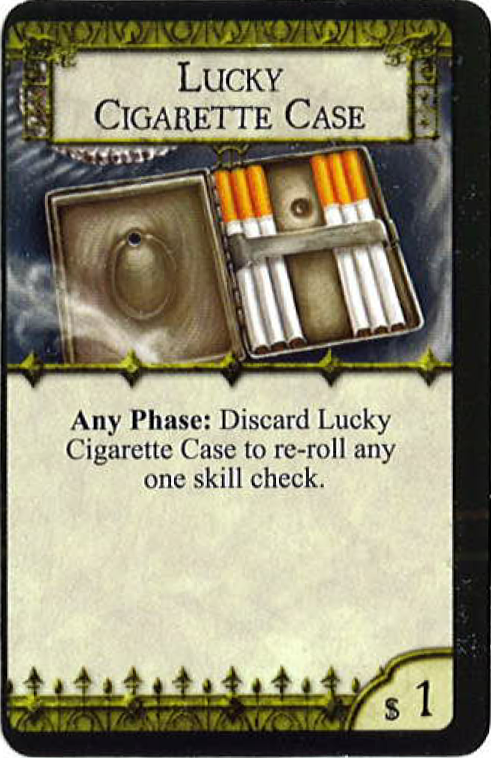 LUCKY
CIGARETTE CASE
Any Phase: Discard Lucky
Cigarette Case to re-roll any
one skill check.
$ 1